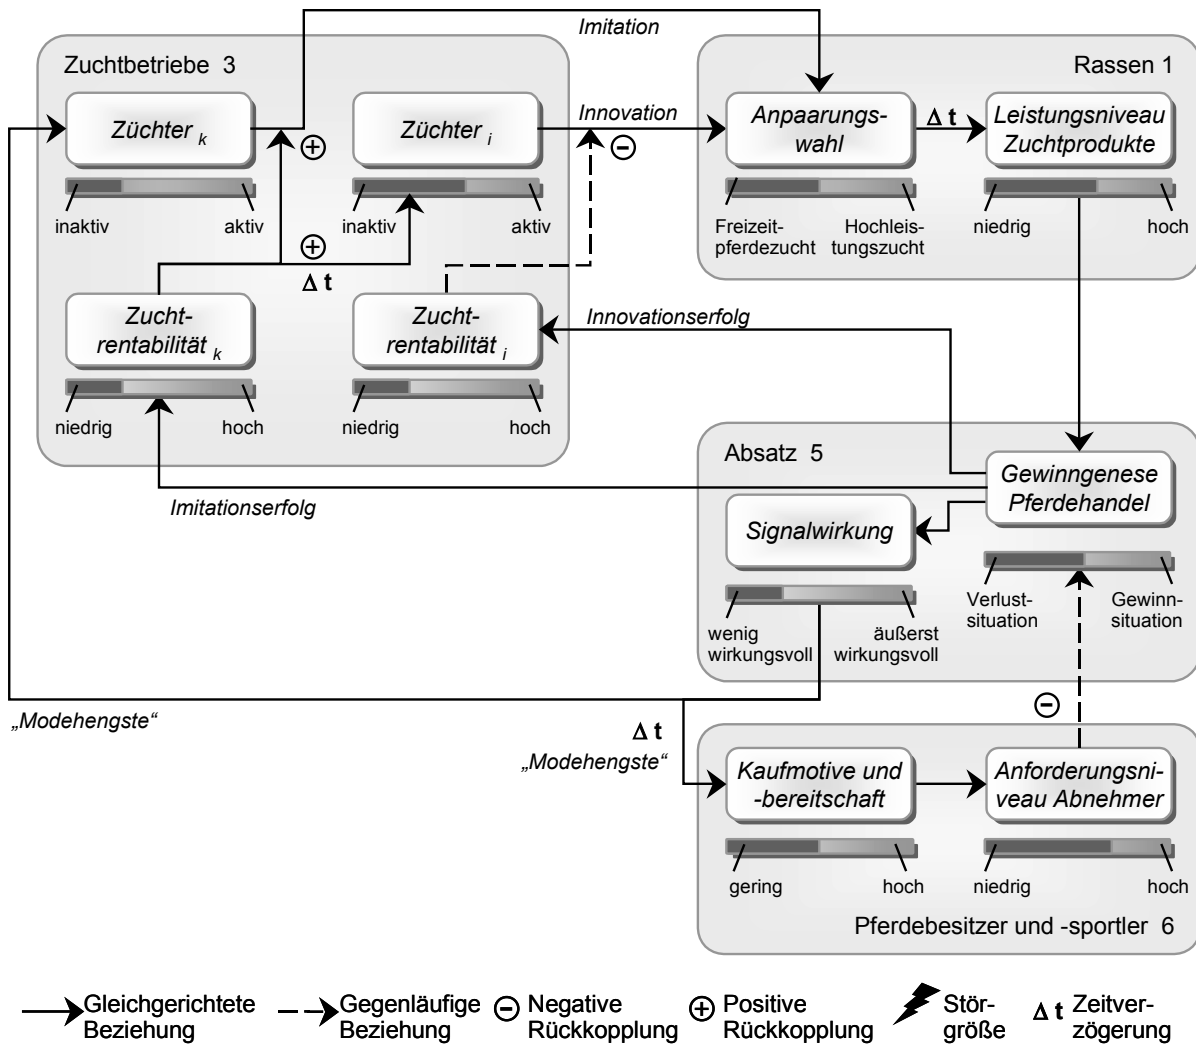 Imitation
Zuchtbetriebe 3
Züchter k
inaktiv
aktiv
Züchter i
inaktiv
aktiv
Innovation
Δ t
Zucht-
rentabilität k
niedrig
hoch
Zucht-
rentabilität i
niedrig
hoch
Rassen 1
Anpaarungs-
wahl
Freizeit-
pferdezucht
Hochleis-
tungszucht
Δ t
Leistungsniveau
Zuchtprodukte
niedrig
hoch
Innovationserfolg
Imitationserfolg
Absatz 5
Gewinngenese
Pferdehandel
Verlust-
situation
Gewinn-
situation
Signalwirkung
wenig
wirkungsvoll
äußerst
wirkungsvoll
„Modehengste“
Δ t
„Modehengste“
Kaufmotive und
-bereitschaft
gering
hoch
Anforderungsni-
veau Abnehmer
niedrig
hoch
Pferdebesitzer und -sportler 6
Gleichgerichtete
Beziehung
Gegenläufige
Beziehung
Negative
Rückkopplung
Positive
Rückkopplung
Stör-
größe
Δ t Zeitver-
zögerung